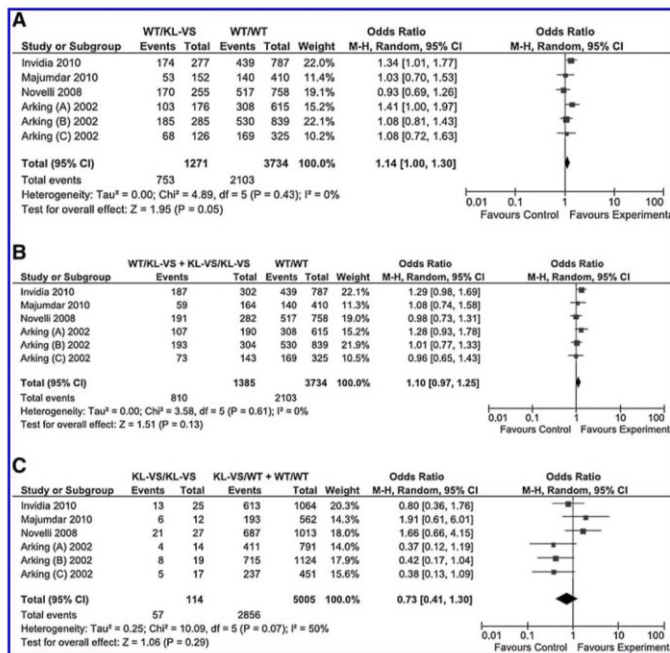 A
WT/KL-VS WT/WT Odds Ratio Odds Ratio
Study or Subgroup Events Total Events Total Weight M-H, Random, 95% CI M-H, Random, 95% CI
Invidia 2010 174 277 439 787 22.0% 1.34 [1.01, 1.77]
Majumdar 2010 53 152 140 410 11.4% 1.03 [0.70, 1.53]
Novelli 2008 170 255 517 758 19.1% 0.93 [0.69, 1.26]
Arking (A) 2002 103 176 308 615 15.2% 1.41 [1.00, 1.97]
Arking (B) 2002 185 285 530 839 22.1% 1.08 [0.81, 1.43]
Arking (C) 2002 68 126 169 325 10.2% 1.08 [0.72, 1.63]
Total (95% CI) 1271 3734 100.0% 1.14 [1.00, 1.30]
Total events 753 2103
Heterogeneity: Tau² = 0.00; Chi² = 4.89, df = 5 (P = 0.43); I² = 0%
Test for overall effect: Z = 1.95 (P = 0.05)
0.01 0.1 1 10 100
Favours Control Favours Experimenta
B
WT/KL-VS + KL-VS/KL-VS WT/WT Odds Ratio Odds Ratio
Study or Subgroup Events Total Events Total Weight M-H, Random, 95% CI M-H, Random, 95% CI
Invidia 2010 187 302 439 787 22.1% 1.29 [0.98, 1.69]
Majumdar 2010 59 164 140 410 11.3% 1.08 [0.74, 1.58]
Novelli 2008 191 282 517 758 19.0% 0.98 [0.73, 1.31]
Arking (A) 2002 107 190 308 615 15.3% 1.28 [0.93, 1.78]
Arking (B) 2002 193 304 530 839 21.9% 1.01 [0.77, 1.33]
Arking (C) 2002 73 143 169 325 10.5% 0.96 [0.65, 1.43]
Total (95% CI) 1385 3734 100.0% 1.10 [0.97, 1.25]
Total events 810 2103
Heterogeneity: Tau² = 0.00; Chi² = 3.58, df = 5 (P = 0.61); I² = 0%
Test for overall effect: Z = 1.51 (P = 0.13)
0.01 0.1 1 10 100
Favours Control Favours Experimenta
C
KL-VS/KL-VS KL-VS/WT + WT/WT Odds Ratio Odds Ratio
Study or Subgroup Events Total Events Total Weight M-H, Random, 95% CI M-H, Random, 95% CI
Invidia 2010 13 25 613 1064 20.3% 0.80 [0.36, 1.76]
Majumdar 2010 6 12 193 562 14.3% 1.91 [0.61, 6.01]
Novelli 2008 21 27 687 1013 18.0% 1.66 [0.66, 4.15]
Arking (A) 2002 4 14 411 791 13.9% 0.37 [0.12, 1.19]
Arking (B) 2002 8 19 715 1124 17.9% 0.42 [0.17, 1.04]
Arking (C) 2002 5 17 237 451 15.6% 0.38 [0.13, 1.09]
Total (95% CI) 114 5005 100.0% 0.73 [0.41, 1.30]
Total events 57 2856
Heterogeneity: Tau² = 0.25; Chi² = 10.09, df = 5 (P = 0.07); I² = 50%
Test for overall effect: Z = 1.06 (P = 0.29)
0.01 0.1 1 10 100
Favours Control Favours Experimenta